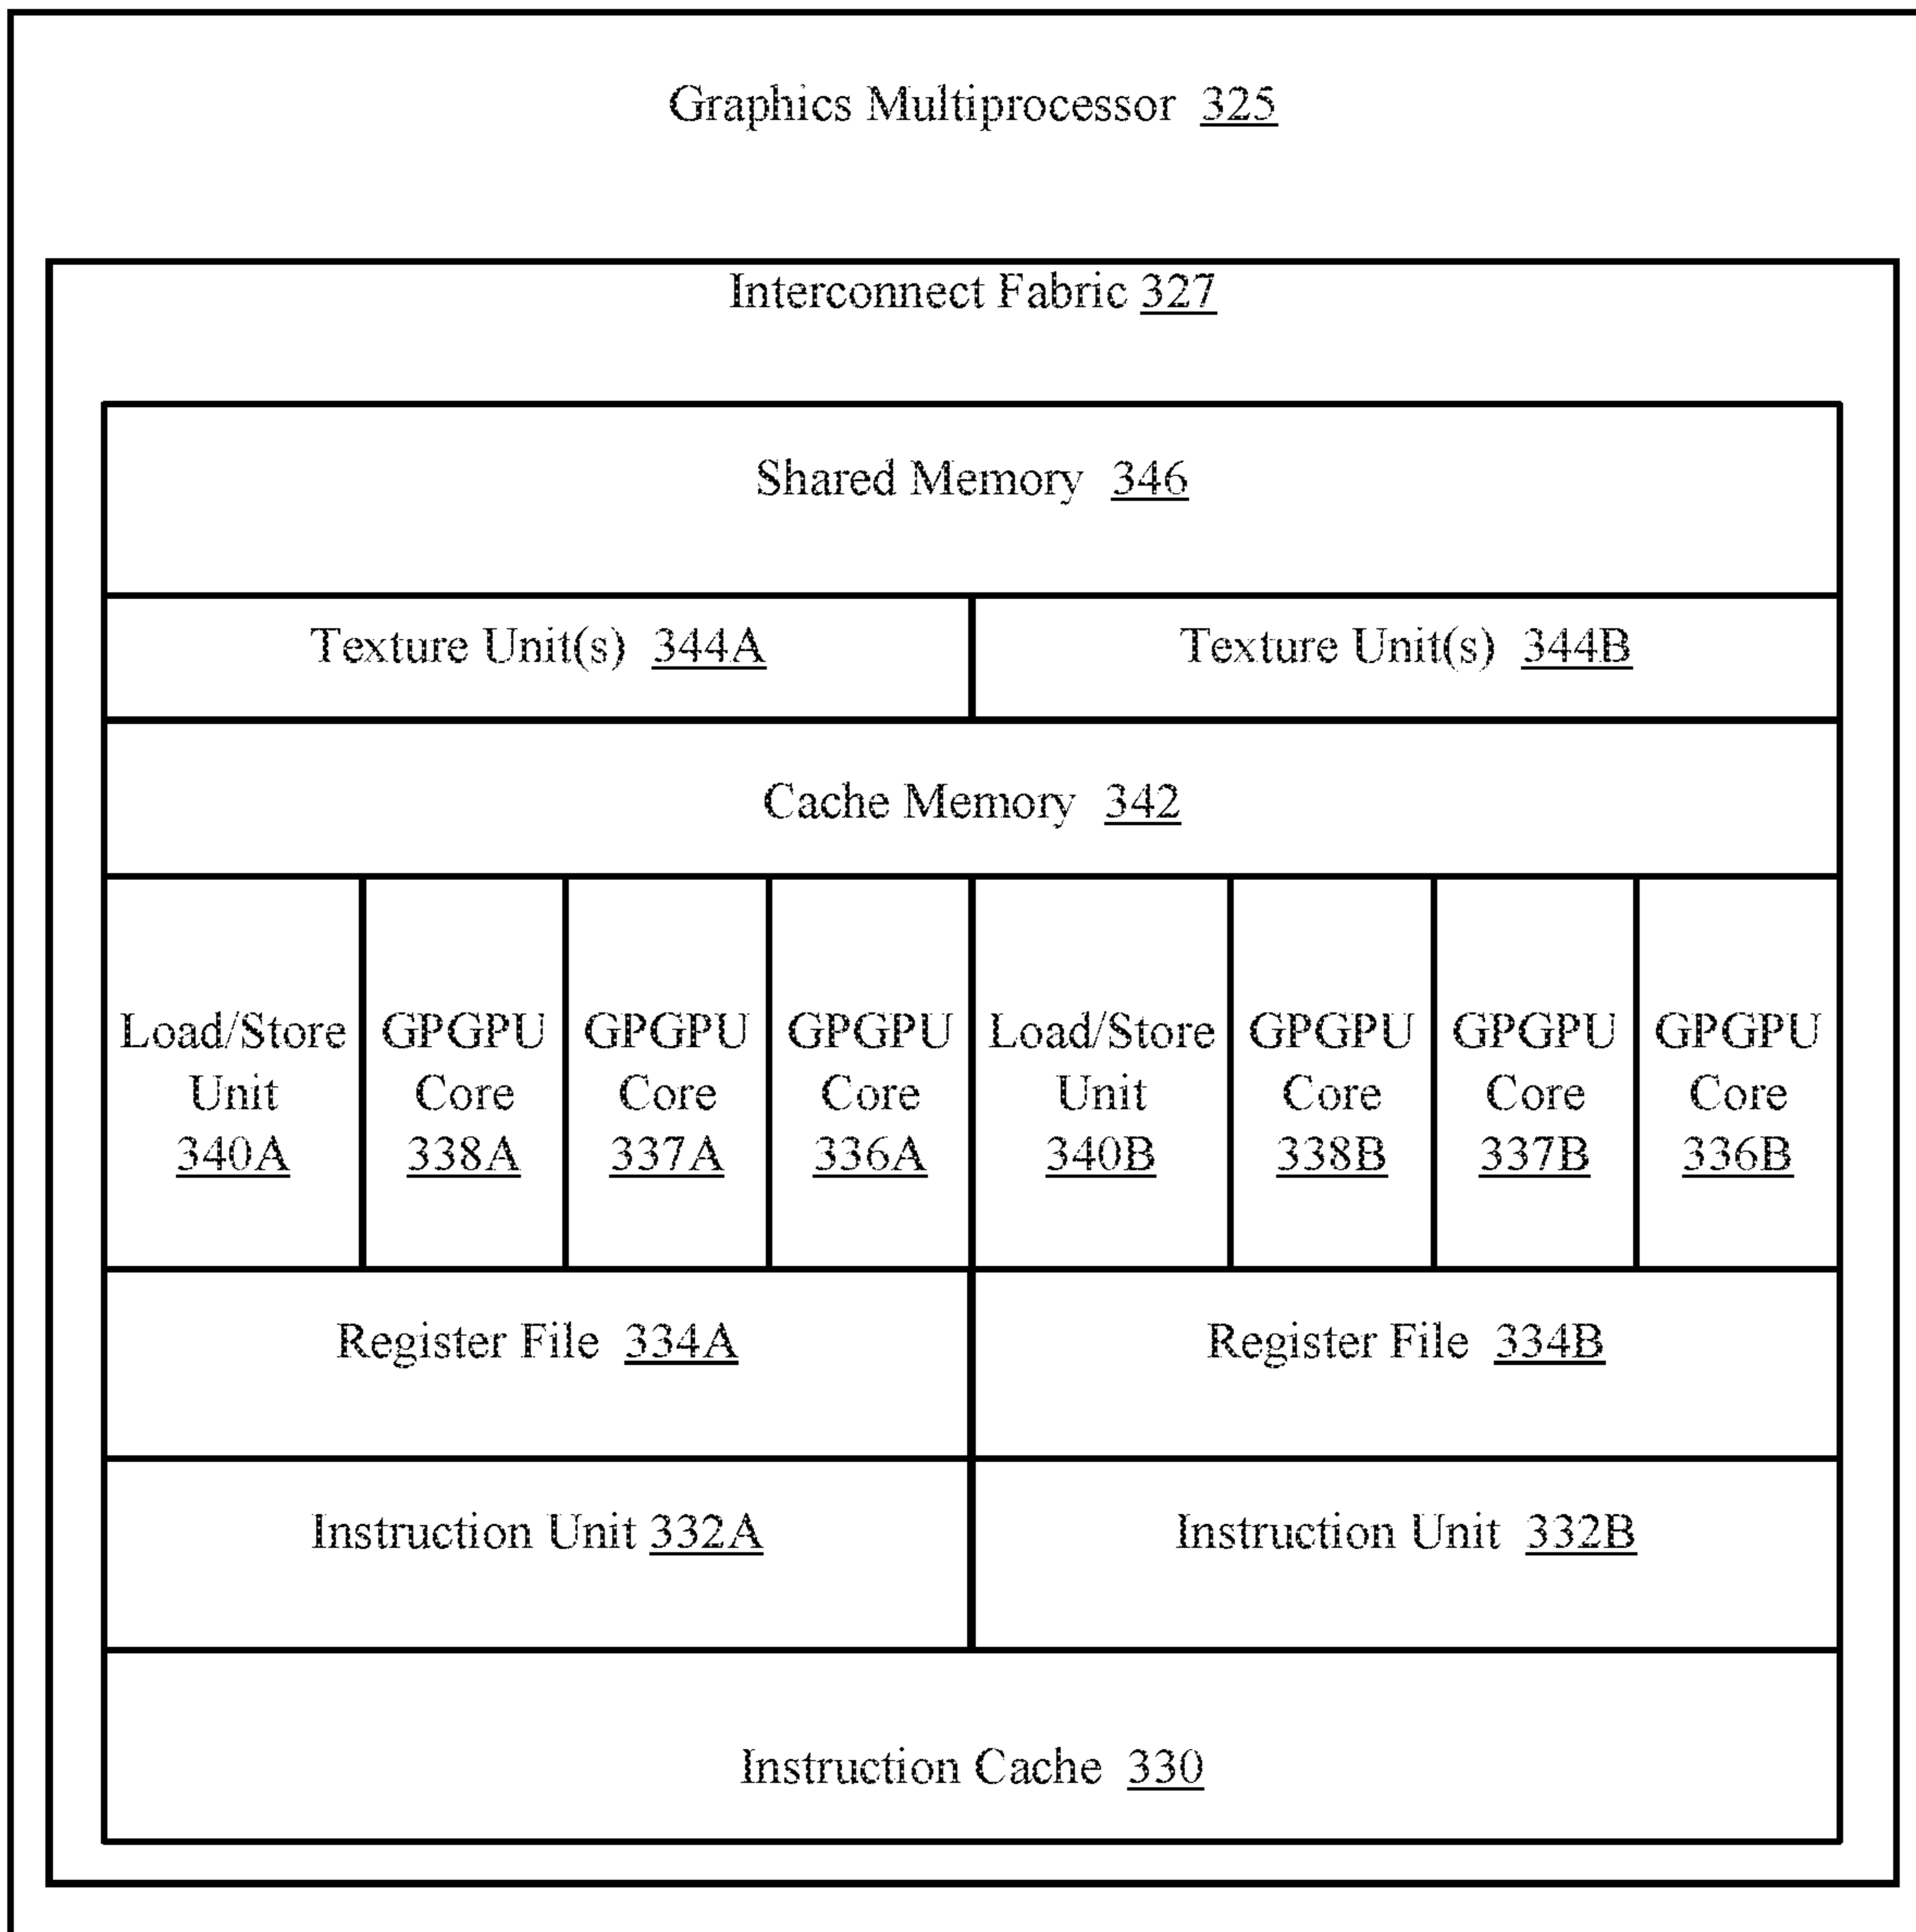 Graphics Multiprocessor 325
Interconnect Fabric 327
Shared Memory 346
Texture Unit(s) 344A
Texture Unit(s) 344B
Cache Memory 342
Load/Store
Unit
340A
GPGPU
Core
338A
GPGPU
Core
337A
GPGPU
Core
336A
Load/Store
Unit
340B
GPGPU
Core
338B
GPGPU
Core
337B
GPGPU
Core
336B
Register File 334A
Register File 334B
Instruction Unit 332A
Instruction Unit 332B
Instruction Cache 330